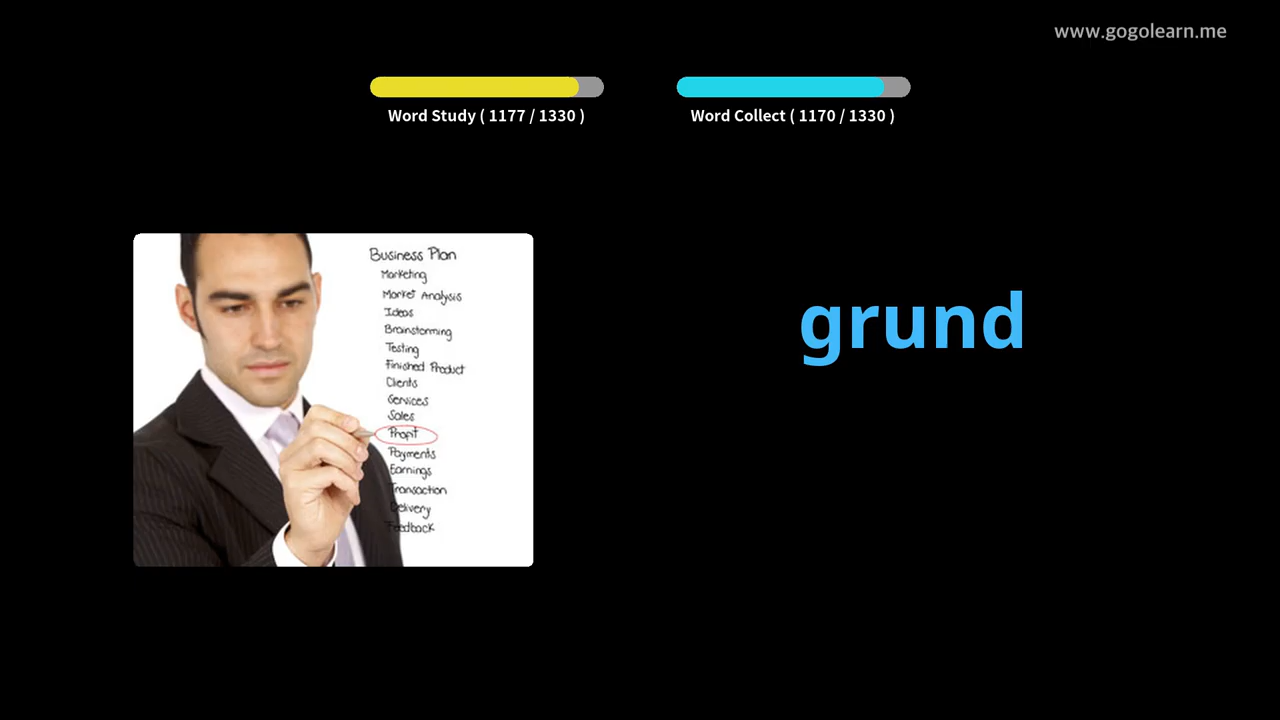 www.gogolearn.me
Word Study ( 1177 / 1330 )
Word Collect ( 1170 / 1330 )
Business Plan
Marketing
Market Analysis
Ideas
Brainstorming
Testing
Finished Product
Clients
Services
Sales
Profit
Payments
Earnings
Transaction
Delivery
Feedback
grund